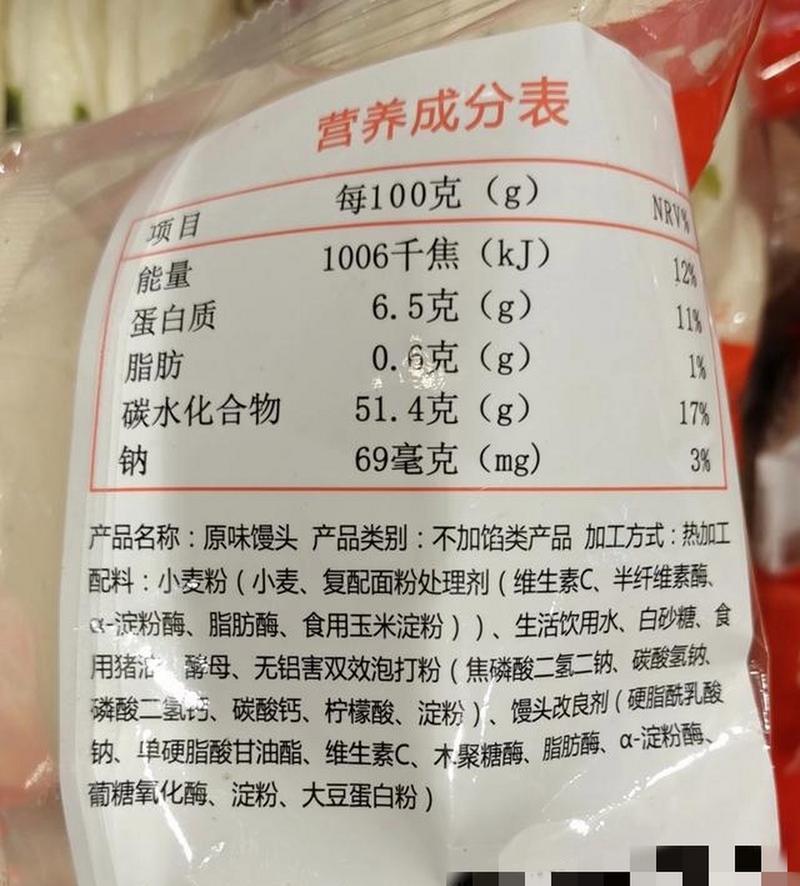 营养成分表
项目 每100克（g） NRV%
能量 1006千焦（kJ） 12%
蛋白质 6.5克（g） 11%
脂肪 0.6克（g） 1%
碳水化合物 51.4克（g） 17%
钠 69毫克（mg) 3%
产品名称：原味馒头 产品类别：不加馅类产品 加工方式：热加工
配料：小麦粉（小麦、复配面粉处理剂（维生素C、半纤维素酶、
α-淀粉酶、脂肪酶、食用玉米淀粉））、生活饮用水、白砂糖、食
用猪油、酵母、无铝害双效泡打粉（焦磷酸二氢二钠、碳酸氢钠、
磷酸二氢钙、碳酸钙、柠檬酸、淀粉）、馒头改良剂（硬脂酰乳酸
钠、单硬脂酸甘油酯、维生素C、木聚糖酶、脂肪酶、α-淀粉酶、
葡糖氧化酶、淀粉、大豆蛋白粉）